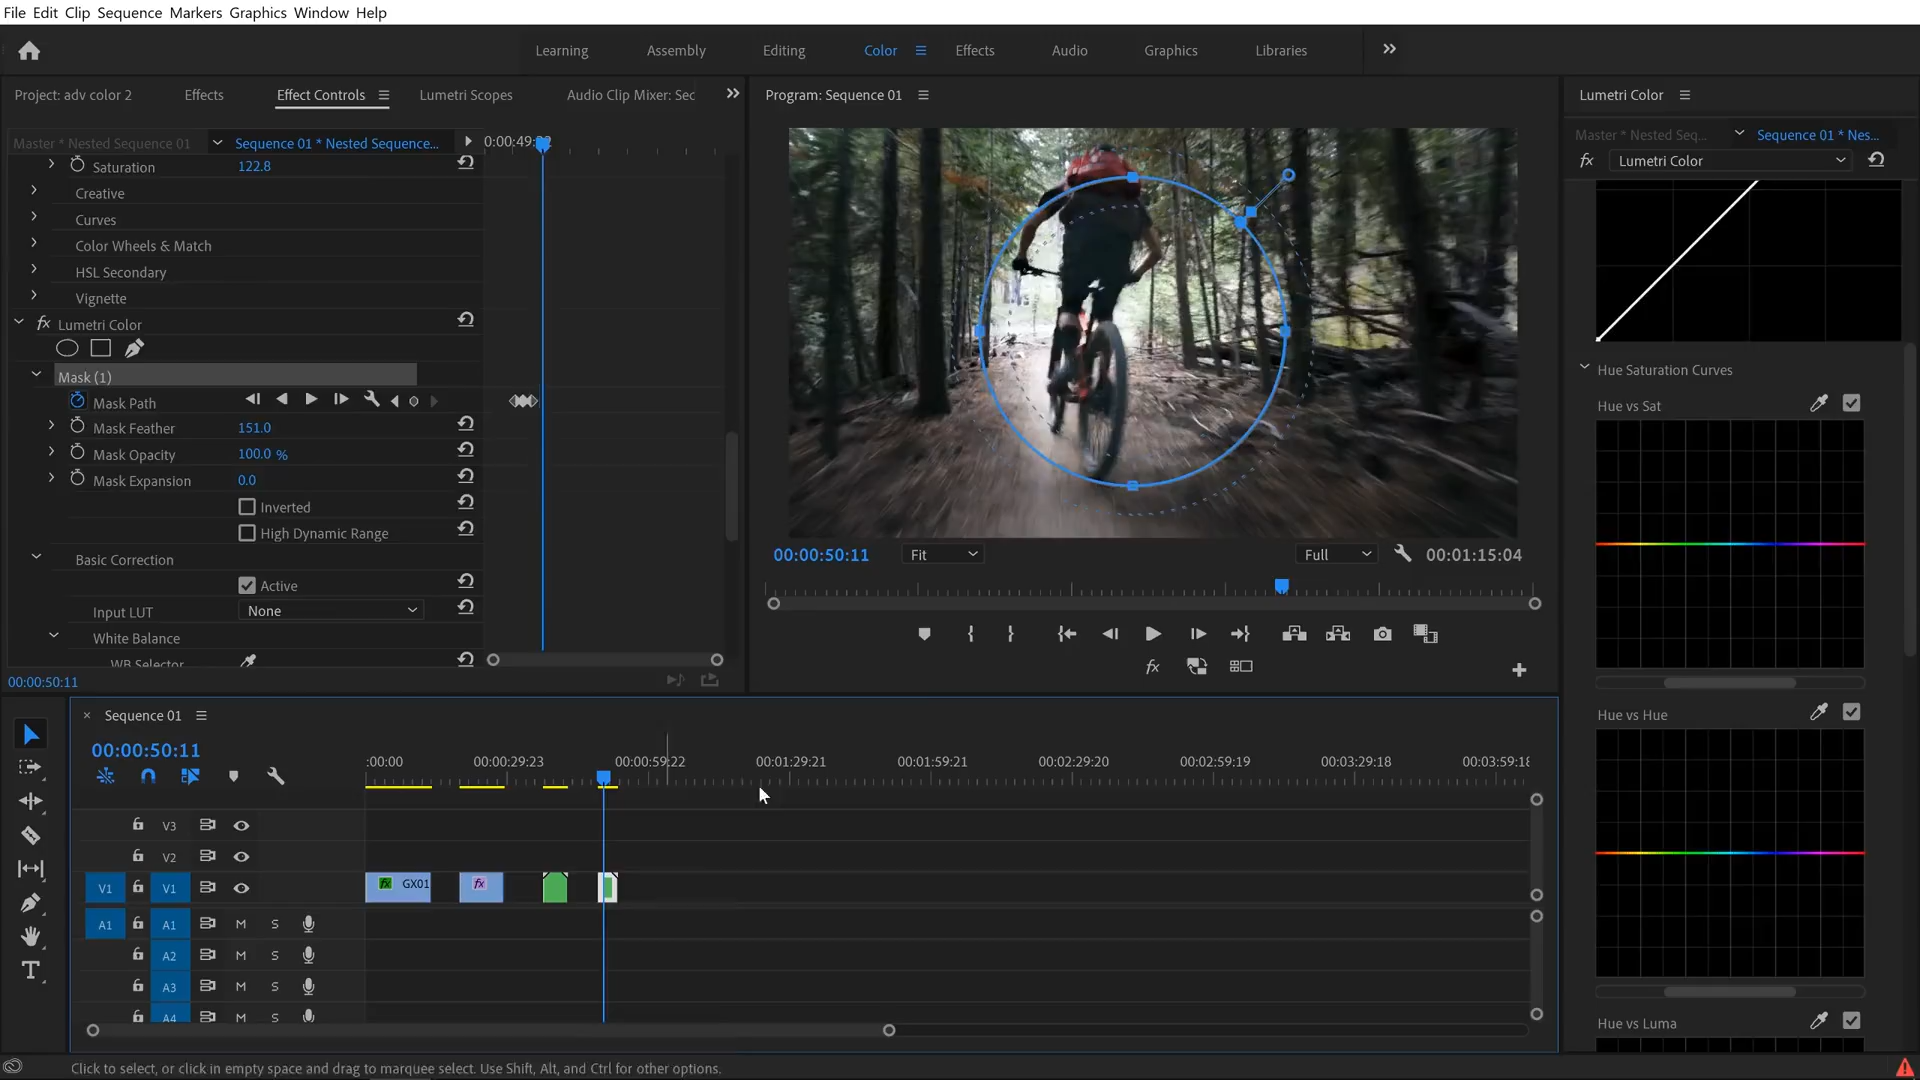 File Edit Clip Sequence Markers Graphics Window Help
Learning Assembly Editing Color Effects Audio Graphics Libraries
Project: adv color 2 Effects Effect Controls Lumetri Scopes Audio Clip Mixer: Sec
Program: Sequence 01
Lumetri Color
Master * Nested Sequence 01 Sequence 01 * Nested Sequence...
Master * Nested Seq... Sequence 01 * Nes...
fx Lumetri Color
Saturation 122.8
Creative
Curves
Color Wheels & Match
HSL Secondary
Vignette
fx Lumetri Color
Mask (1)
Mask Path
Mask Feather 151.0
Mask Opacity 100.0 %
Mask Expansion 0.0
Inverted
High Dynamic Range
Basic Correction
Active
Input LUT None
White Balance
WB Selector
00:00:50:11
00:00:50:11 Fit Full 00:01:15:04
fx
Hue Saturation Curves
Hue vs Sat
Hue vs Hue
Hue vs Luma
× Sequence 01
00:00:50:11
:00:00 00:00:29:23 00:00:59:22 00:01:29:21 00:01:59:21 00:02:29:20 00:02:59:19 00:03:29:18 00:03:59:18
V3
V2
V1 V1 fx GX01 fx
A1 A1 M S
A2 M S
A3 M S
A4 M S
T
Click to select, or click in empty space and drag to marquee select. Use Shift, Alt, and Ctrl for other options.